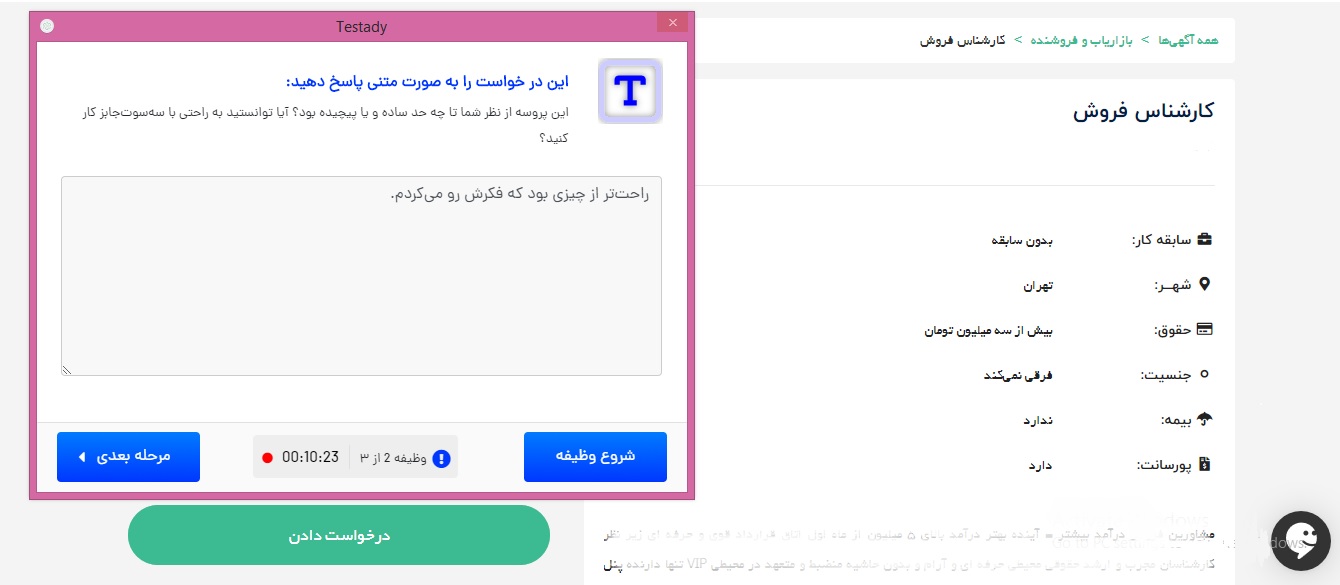 Testady
این در خواست را به صورت متنی پاسخ دهید:
این پروسه از نظر شما تا چه حد ساده و یا پیچیده بود؟ آیا توانستید به راحتی با سه‌سوت‌جابز کار
کنید؟
راحت‌تر از چیزی بود که فکرش رو می‌کردم.
شروع وظیفه
وظیفه 2 از ۳
00:10:23
مرحله بعدی
درخواست دادن
همه آگهی‌ها > بازاریاب و فروشنده > کارشناس فروش
کارشناس فروش
سابقه کار: بدون سابقه
شهــر: تهران
حقوق: بیش از سه میلیون تومان
جنسیت: فرقی نمی‌کند
بیمه: ندارد
پورسانت: دارد
مشاورین - درآمد بیشتر = آینده بهتر درآمد بالای ۵ میلیون از ماه اول اتاق قرارداد قوی و حرفه ای زیر نظر
کارشناسان مجرب و ارشد حقوقی محیطی حرفه ای و آرام و بدون حاشیه منضبط و متعهد در محیطی VIP تنها دارنده پنل